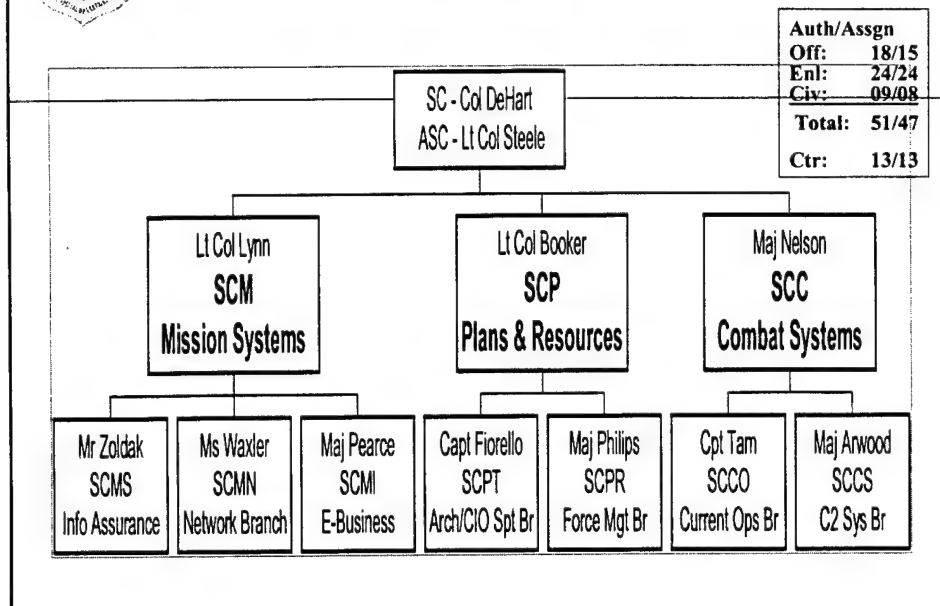 Auth/Assgn
Off: 18/15
Enl: 24/24
Civ: 09/08
Total: 51/47
Ctr: 13/13
SC - Col DeHart
ASC - Lt Col Steele
Lt Col Lynn
SCM
Mission Systems
Lt Col Booker
SCP
Plans & Resources
Maj Nelson
SCC
Combat Systems
Mr Zoldak
SCMS
Info Assurance
Ms Waxler
SCMN
Network Branch
Maj Pearce
SCMI
E-Business
Capt Fiorello
SCPT
Arch/CIO Spt Br
Maj Philips
SCPR
Force Mgt Br
Cpt Tam
SCCO
Current Ops Br
Maj Arwood
SCCS
C2 Sys Br